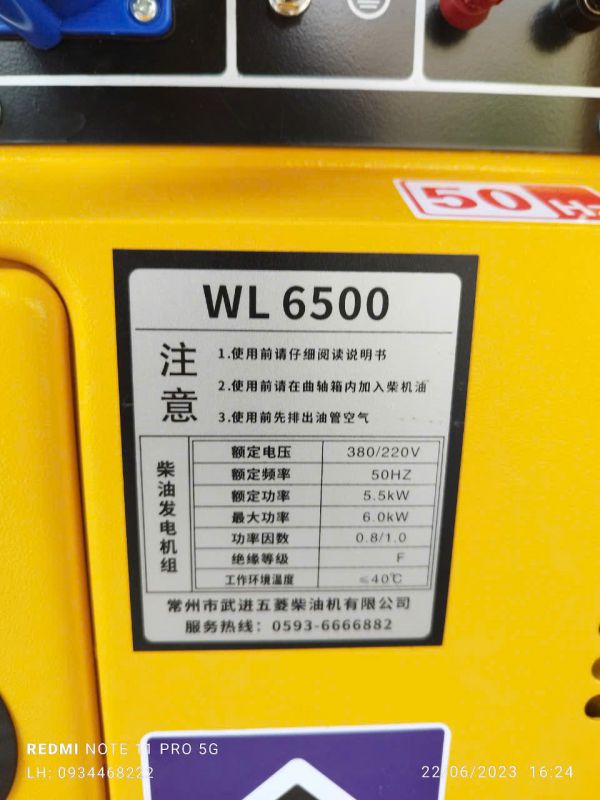 50Hz
WL 6500
注意
1.使用前请仔细阅读说明书
2.使用前请在曲轴箱内加入柴机油
3.使用前先排出油管空气
柴油发电机组
额定电压 380/220V
额定频率 50HZ
额定功率 5.5kW
最大功率 6.0kW
功率因数 0.8/1.0
绝缘等级 F
工作环境温度 ≤40℃
常州市武进五菱柴油机有限公司
服务热线：0593-6666882
REDMI NOTE 11 PRO 5G
LH: 0934468222
22/06/2023 16:24